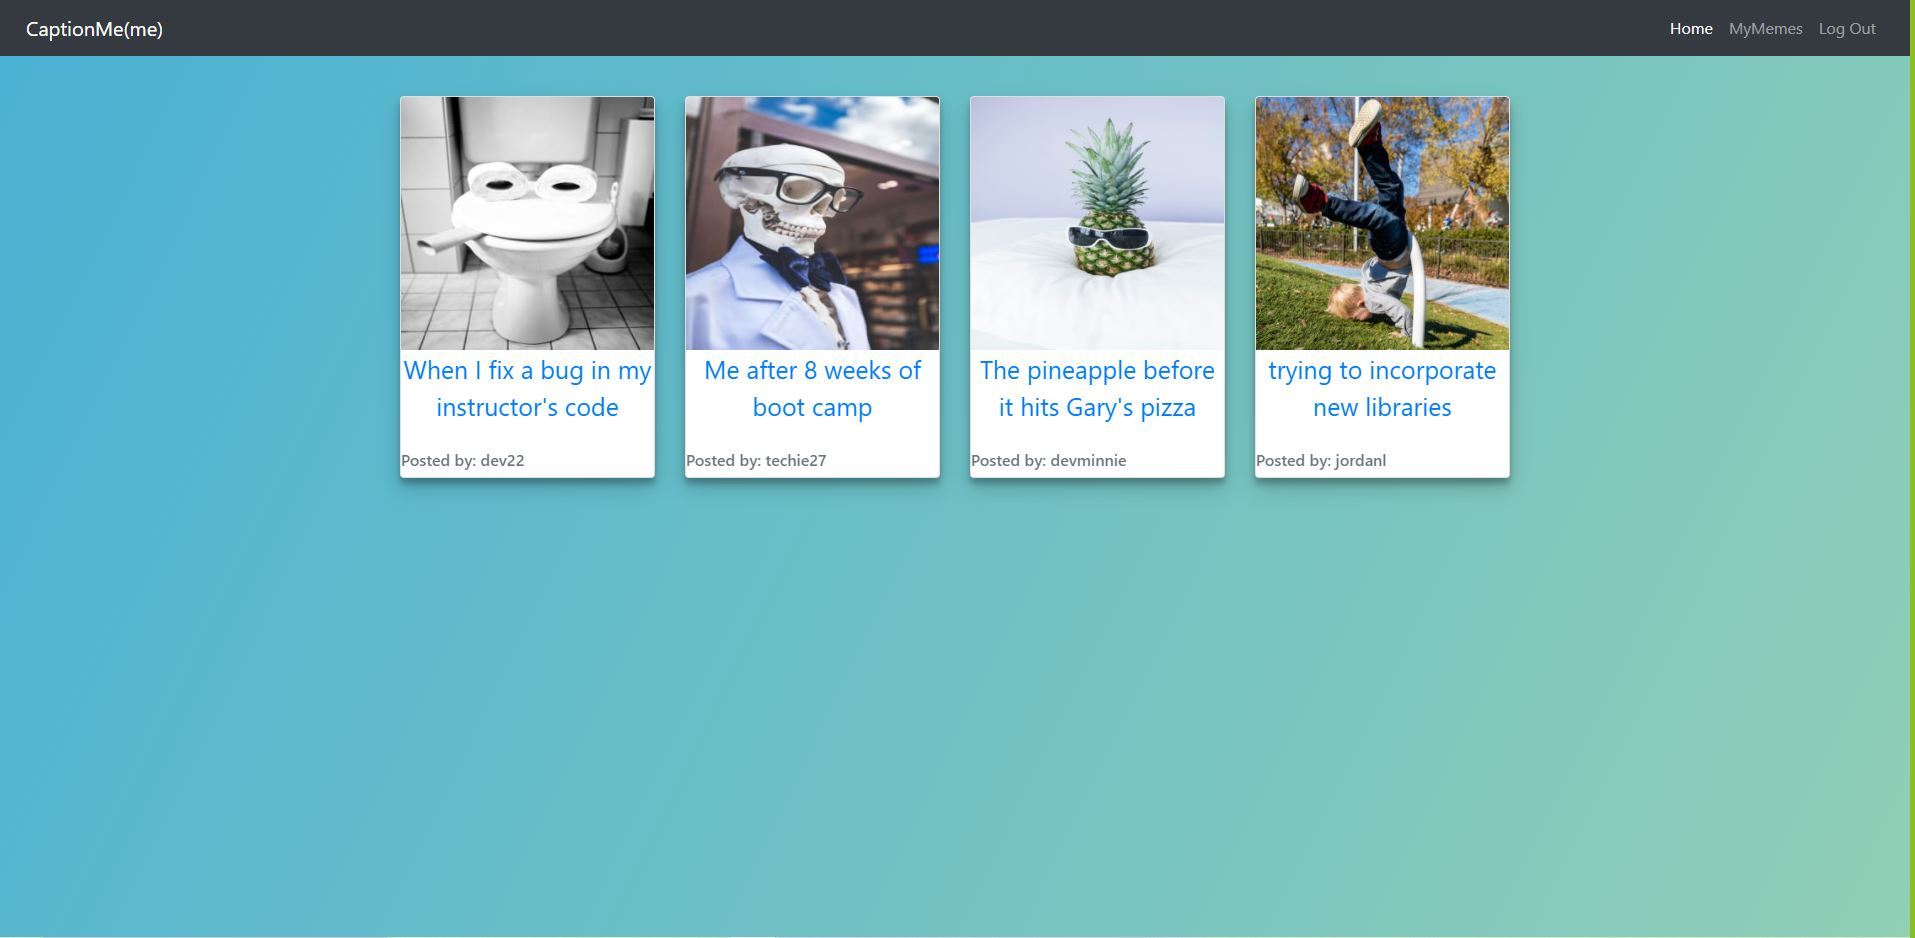 CaptionMe(me)
Home MyMemes Log Out
When I fix a bug in my
instructor's code
Posted by: dev22
Me after 8 weeks of
boot camp
Posted by: techie27
The pineapple before
it hits Gary's pizza
Posted by: devminnie
trying to incorporate
new libraries
Posted by: jordanl